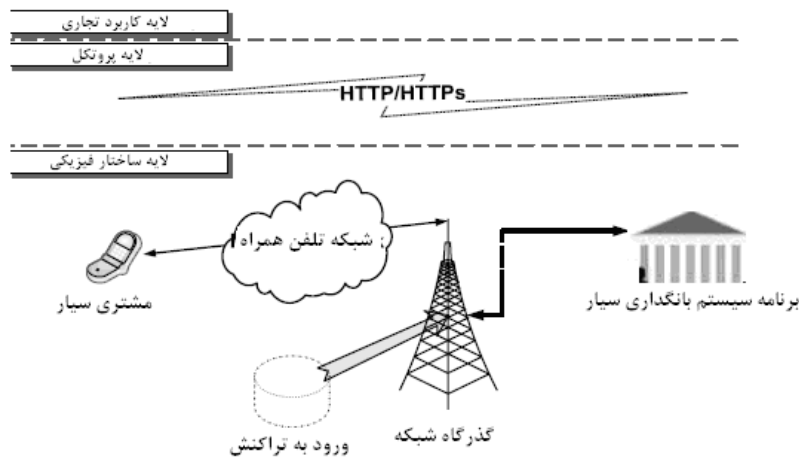 لایه کاربرد تجاری
لایه پروتکل
HTTP/HTTPs
لایه ساختار فیزیکی
شبکه تلفن همراه
مشتری سیار
برنامه سیستم بانگداری سیار
گذرگاه شبکه
ورود به تراکنش